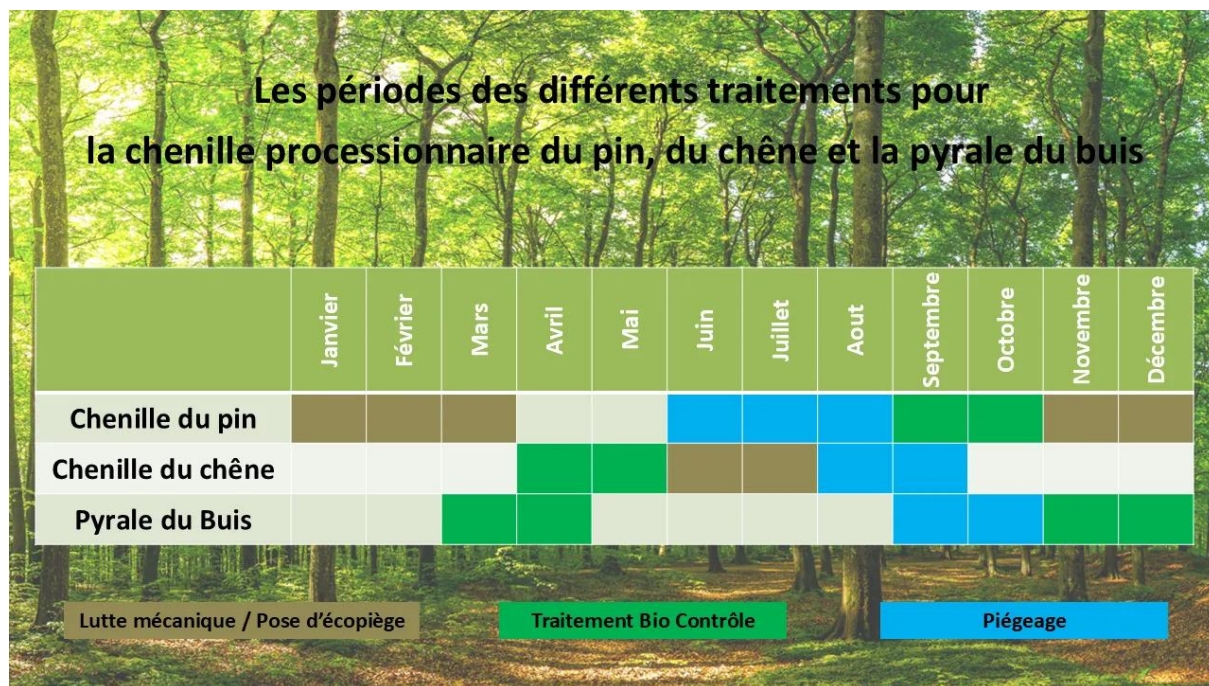 Les périodes des différents traitements pour
la chenille processionnaire du pin, du chêne et la pyrale du buis
Janvier
Février
Mars
Avril
Mai
Juin
Juillet
Aout
Septembre
Octobre
Novembre
Décembre
Chenille du pin
Chenille du chêne
Pyrale du Buis
Lutte mécanique / Pose d'écopiège
Traitement Bio Contrôle
Piégeage